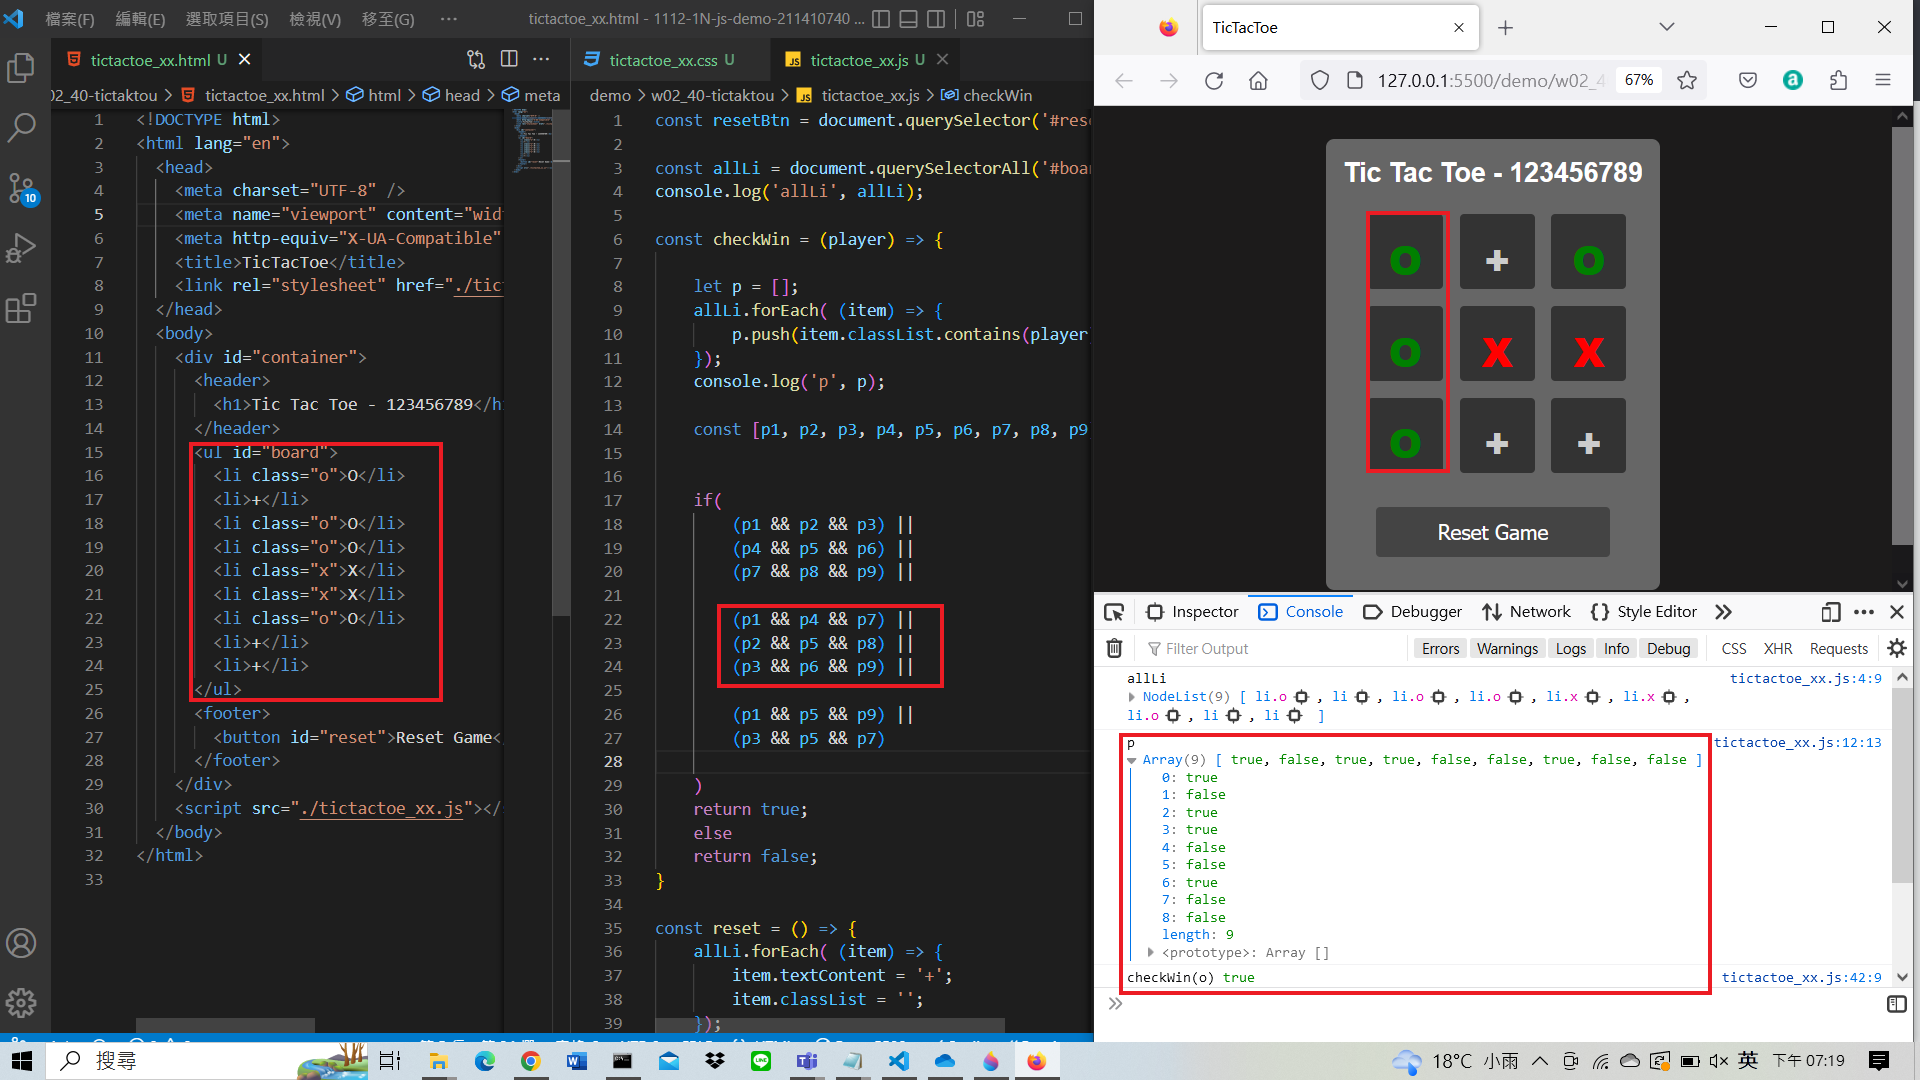 檔案(F) 編輯(E) 選取項目(S) 檢視(V) 移至(G) ··· tictactoe_xx.html - 1112-1N-js-demo-211410740 ...
tictactoe_xx.html U
w02_40-tictaktou > tictactoe_xx.html > html > head > meta
1 <!DOCTYPE html>
2 <html lang="en">
3 <head>
4 <meta charset="UTF-8" />
5 <meta name="viewport" content="wid
6 <meta http-equiv="X-UA-Compatible"
7 <title>TicTacToe</title>
8 <link rel="stylesheet" href="./tic
9 </head>
10 <body>
11 <div id="container">
12 <header>
13 <h1>Tic Tac Toe - 123456789</h
14 </header>
15 <ul id="board">
16 <li class="o">O</li>
17 <li>+</li>
18 <li class="o">O</li>
19 <li class="o">O</li>
20 <li class="x">X</li>
21 <li class="x">X</li>
22 <li class="o">O</li>
23 <li>+</li>
24 <li>+</li>
25 </ul>
26 <footer>
27 <button id="reset">Reset Game<
28 </footer>
29 </div>
30 <script src="./tictactoe_xx.js"></
31 </body>
32 </html>
33
tictactoe_xx.css U
tictactoe_xx.js U
demo > w02_40-tictaktou > tictactoe_xx.js > checkWin
1 const resetBtn = document.querySelector('#rese
2
3 const allLi = document.querySelectorAll('#boar
4 console.log('allLi', allLi);
5
6 const checkWin = (player) => {
7
8 let p = [];
9 allLi.forEach( (item) => {
10 p.push(item.classList.contains(player
11 });
12 console.log('p', p);
13
14 const [p1, p2, p3, p4, p5, p6, p7, p8, p9
15
16
17 if(
18 (p1 && p2 && p3) ||
19 (p4 && p5 && p6) ||
20 (p7 && p8 && p9) ||
21
22 (p1 && p4 && p7) ||
23 (p2 && p5 && p8) ||
24 (p3 && p6 && p9) ||
25
26 (p1 && p5 && p9) ||
27 (p3 && p5 && p7)
28
29 )
30 return true;
31 else
32 return false;
33 }
34
35 const reset = () => {
36 allLi.forEach( (item) => {
37 item.textContent = '+';
38 item.classList = '';
39 });
10
TicTacToe
127.0.0.1:5500/demo/w02_4 67%
Tic Tac Toe - 123456789
O + O
O X X
O + +
Reset Game
Inspector Console Debugger Network Style Editor
Filter Output Errors Warnings Logs Info Debug CSS XHR Requests
allLi tictactoe_xx.js:4:9
NodeList(9) [ li.o , li , li.o , li.o , li.x , li.x ,
li.o , li , li ]
p tictactoe_xx.js:12:13
Array(9) [ true, false, true, true, false, false, true, false, false ]
0: true
1: false
2: true
3: true
4: false
5: false
6: true
7: false
8: false
length: 9
<prototype>: Array []
checkWin(o) true tictactoe_xx.js:42:9
搜尋
18°C 小雨 英 下午 07:19